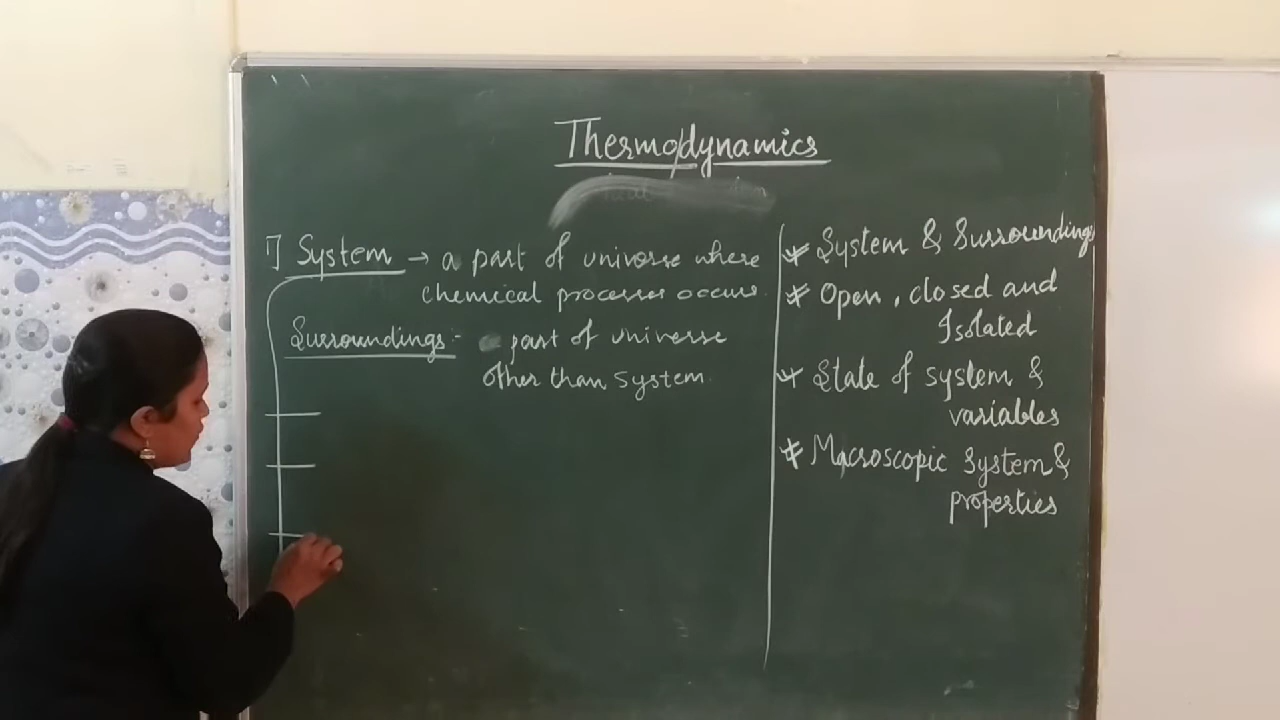 Thermodynamics
1] System → a part of universe where
chemical processes occurs.
Surroundings:- part of universe
other than system.
* System & Surroundings
* Open, closed and
Isolated
* State of system &
variables
* Macroscopic System &
properties